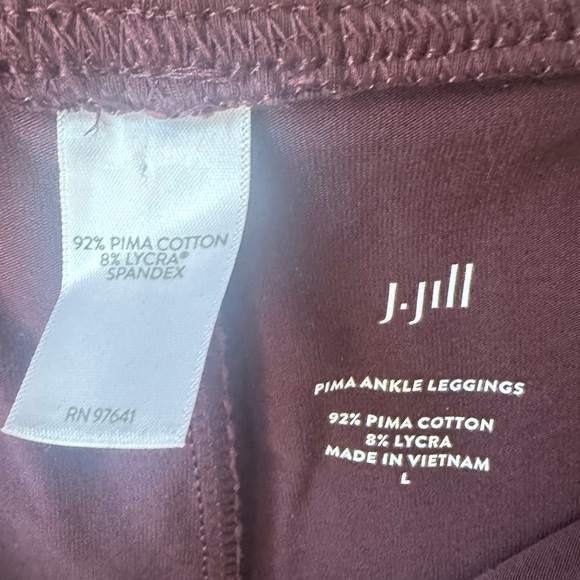 92% PIMA COTTON
8% LYCRA®
SPANDEX
RN 97641
J.Jill
PIMA ANKLE LEGGINGS
92% PIMA COTTON
8% LYCRA
MADE IN VIETNAM
L